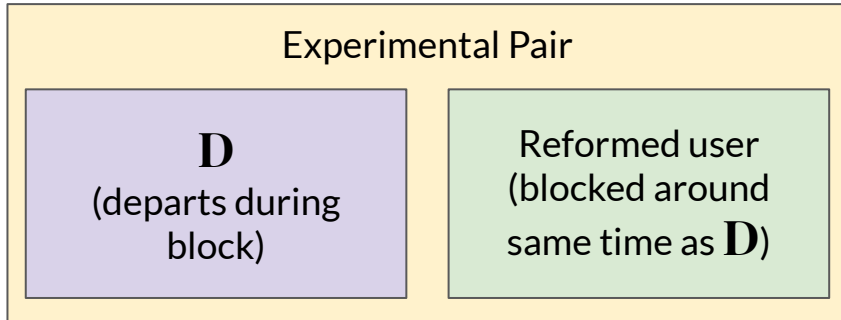 Experimental Pair
D
(departs during
block)
Reformed user
(blocked around
same time as D)